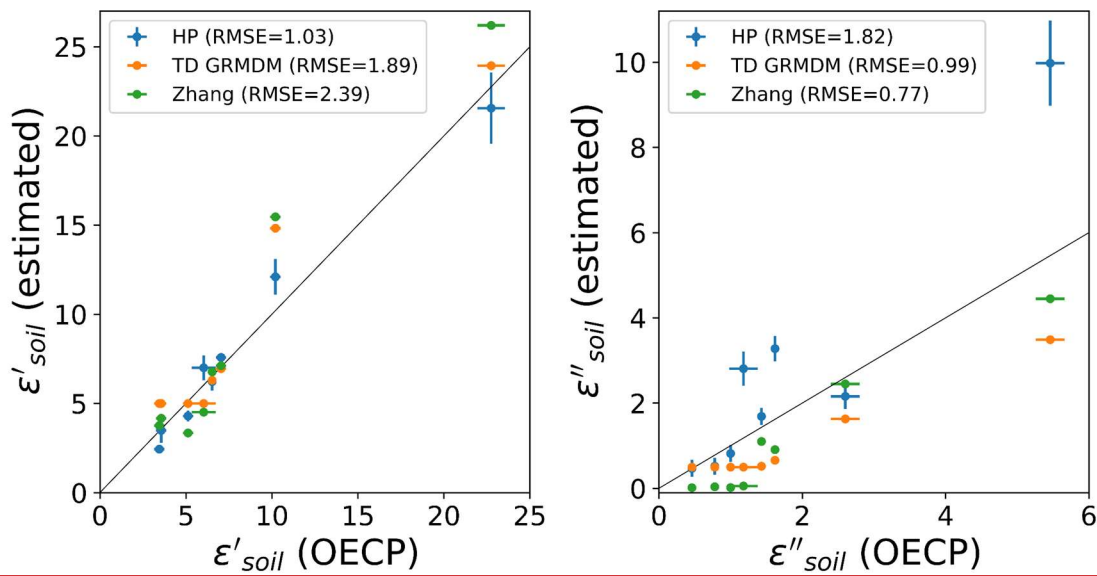 HP (RMSE=1.03)
TD GRMDM (RMSE=1.89)
Zhang (RMSE=2.39)
25
20
15
10
5
0
ε′soil (estimated)
0 5 10 15 20 25
ε′soil (OECP)
HP (RMSE=1.82)
TD GRMDM (RMSE=0.99)
Zhang (RMSE=0.77)
10
8
6
4
2
0
ε″soil (estimated)
0 2 4 6
ε″soil (OECP)